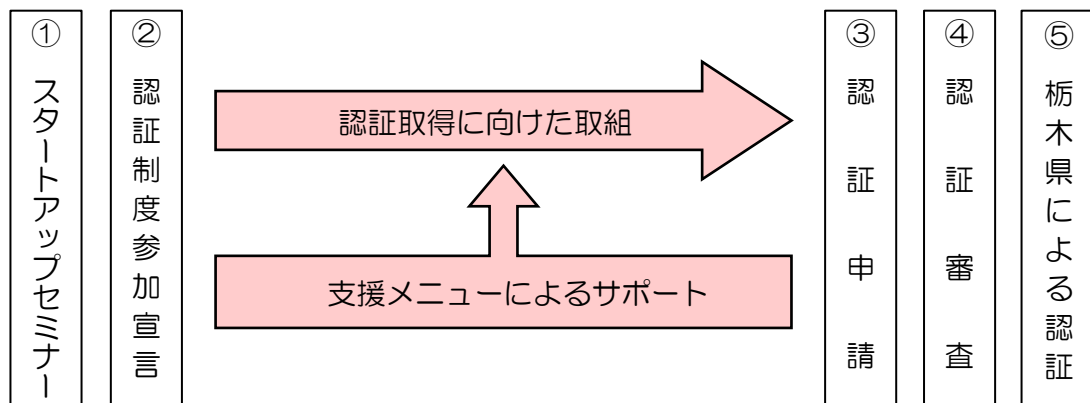 ① スタートアップセミナー
② 認証制度参加宣言
認証取得に向けた取組
支援メニューによるサポート
③ 認証申請
④ 認証審査
⑤ 栃木県による認証